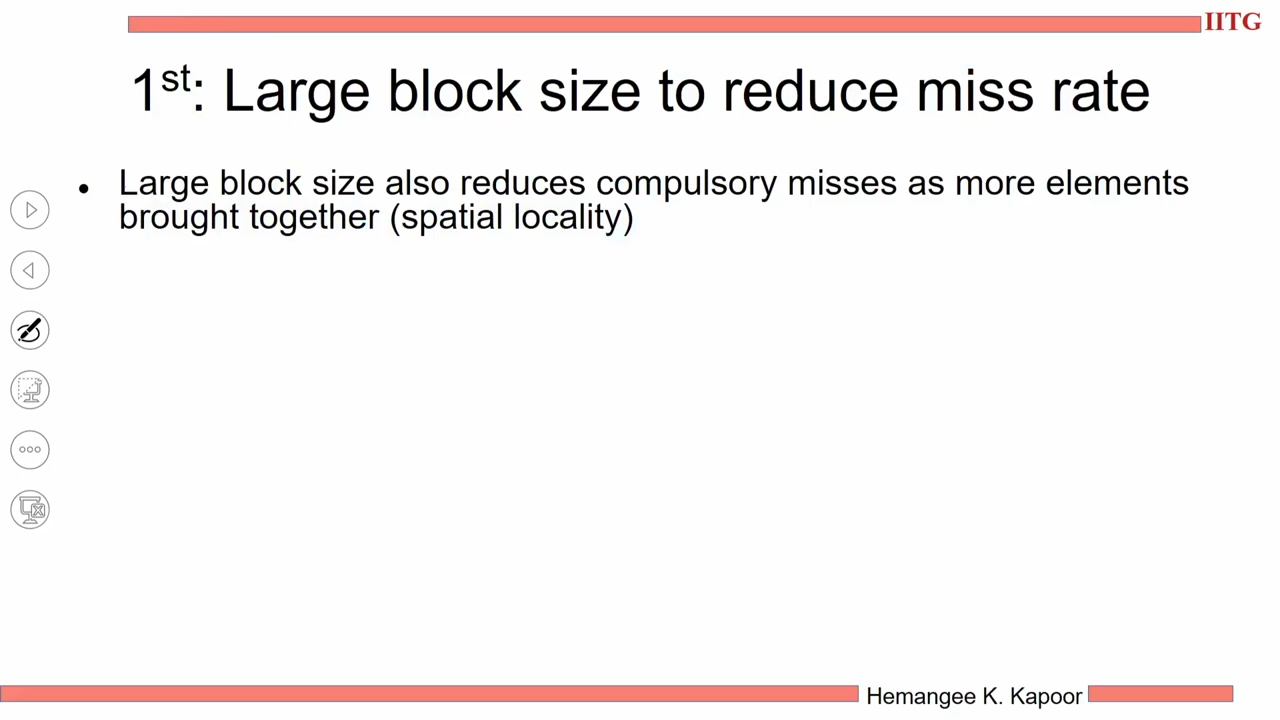 IITG
1st: Large block size to reduce miss rate
• Large block size also reduces compulsory misses as more elements
brought together (spatial locality)
Hemangee K. Kapoor